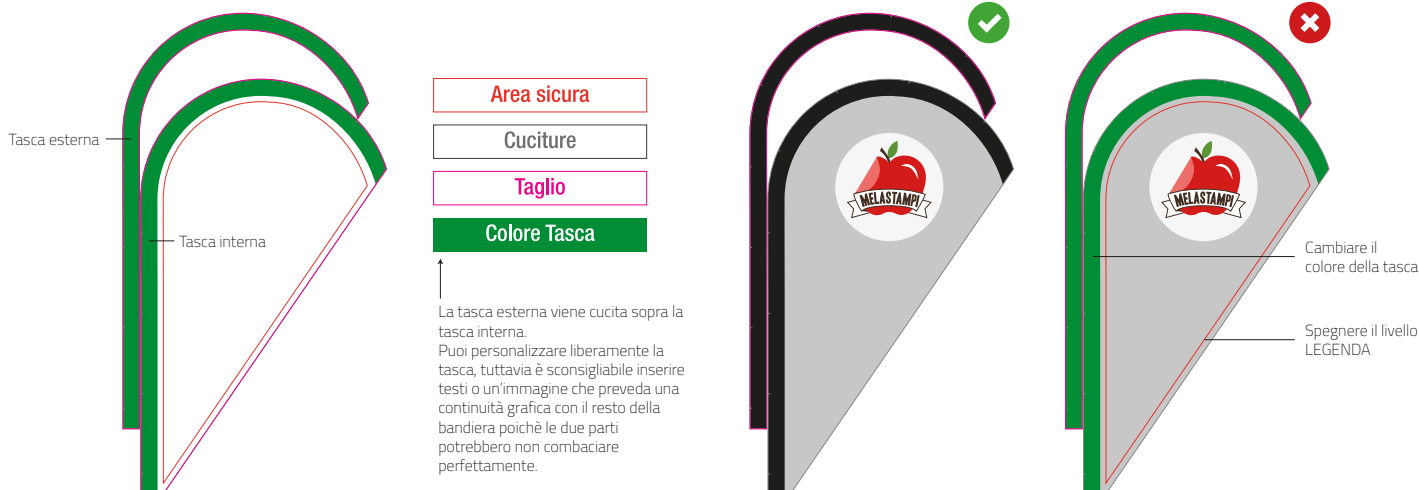 Tasca esterna
Tasca interna
Area sicura
Cuciture
Taglio
Colore Tasca
La tasca esterna viene cucita sopra la
tasca interna.
Puoi personalizzare liberamente la
tasca, tuttavia è sconsigliabile inserire
testi o un'immagine che preveda una
continuità grafica con il resto della
bandiera poichè le due parti
potrebbero non combaciare
perfettamente.
MELASTAMPI
MELASTAMPI
Cambiare il
colore della tasca
Spegnere il livello
LEGENDA